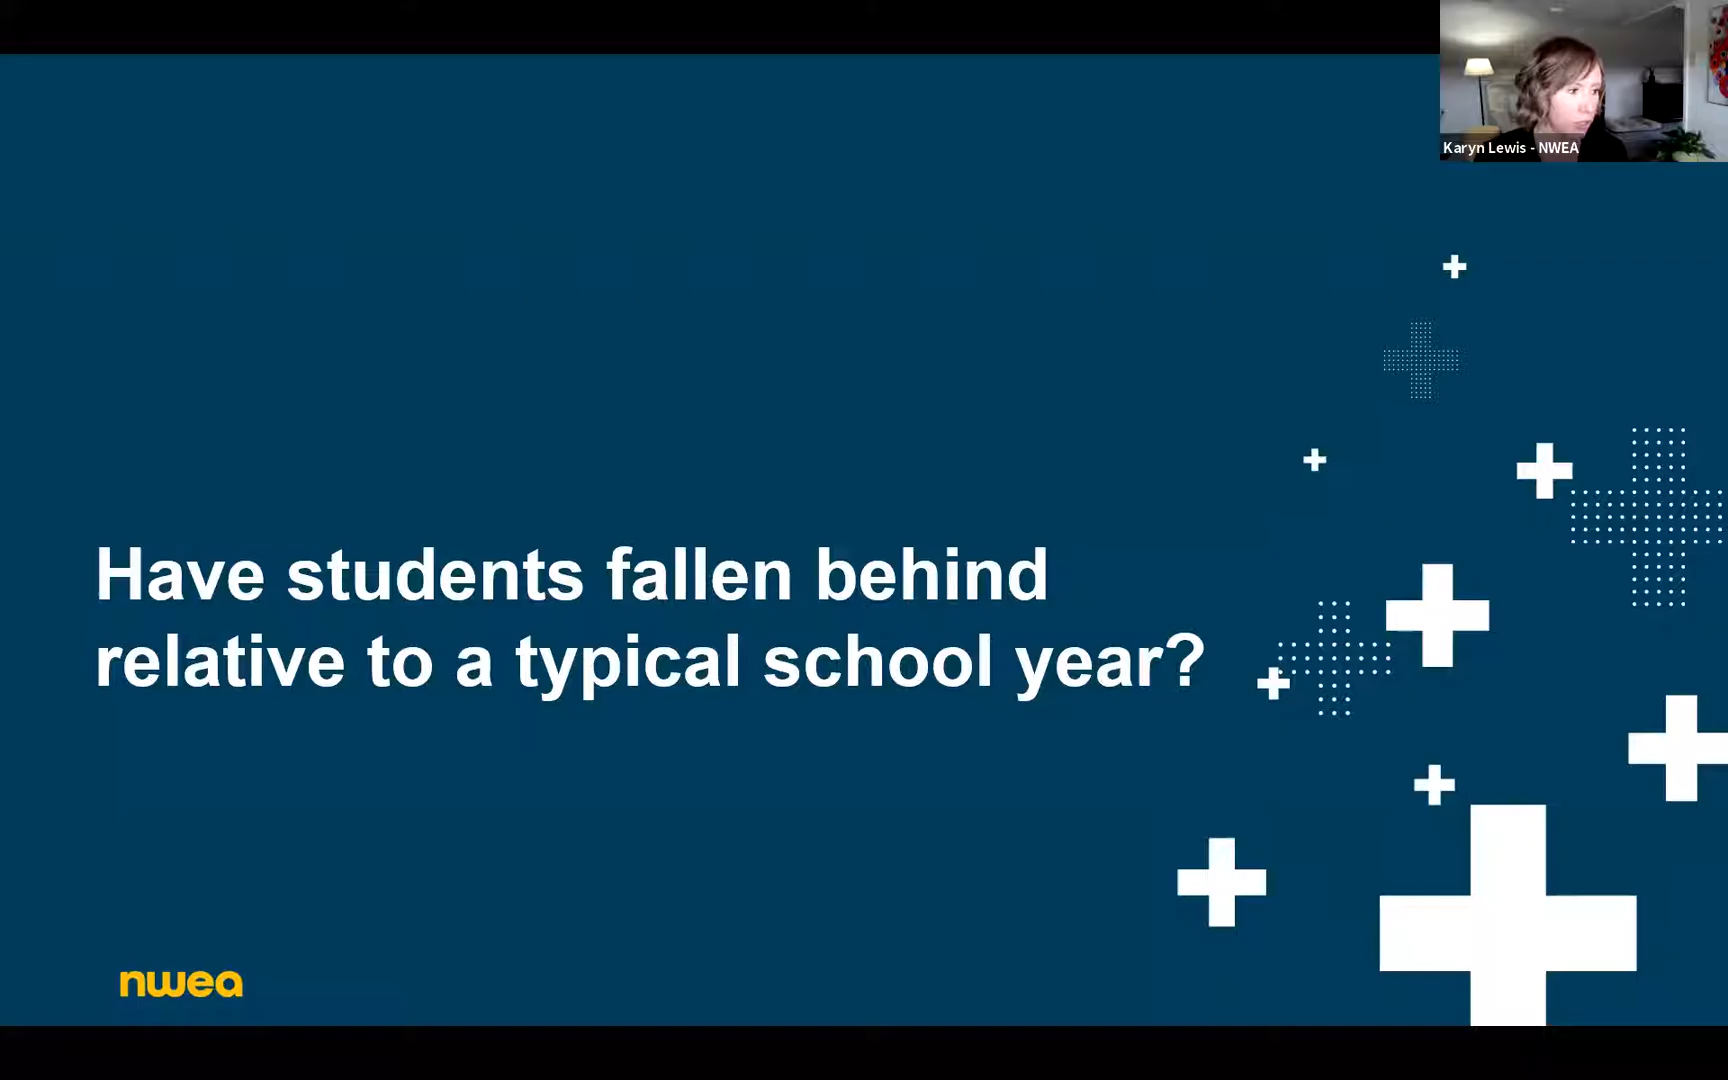 Karyn Lewis - NWEA
Have students fallen behind
relative to a typical school year?
nwea